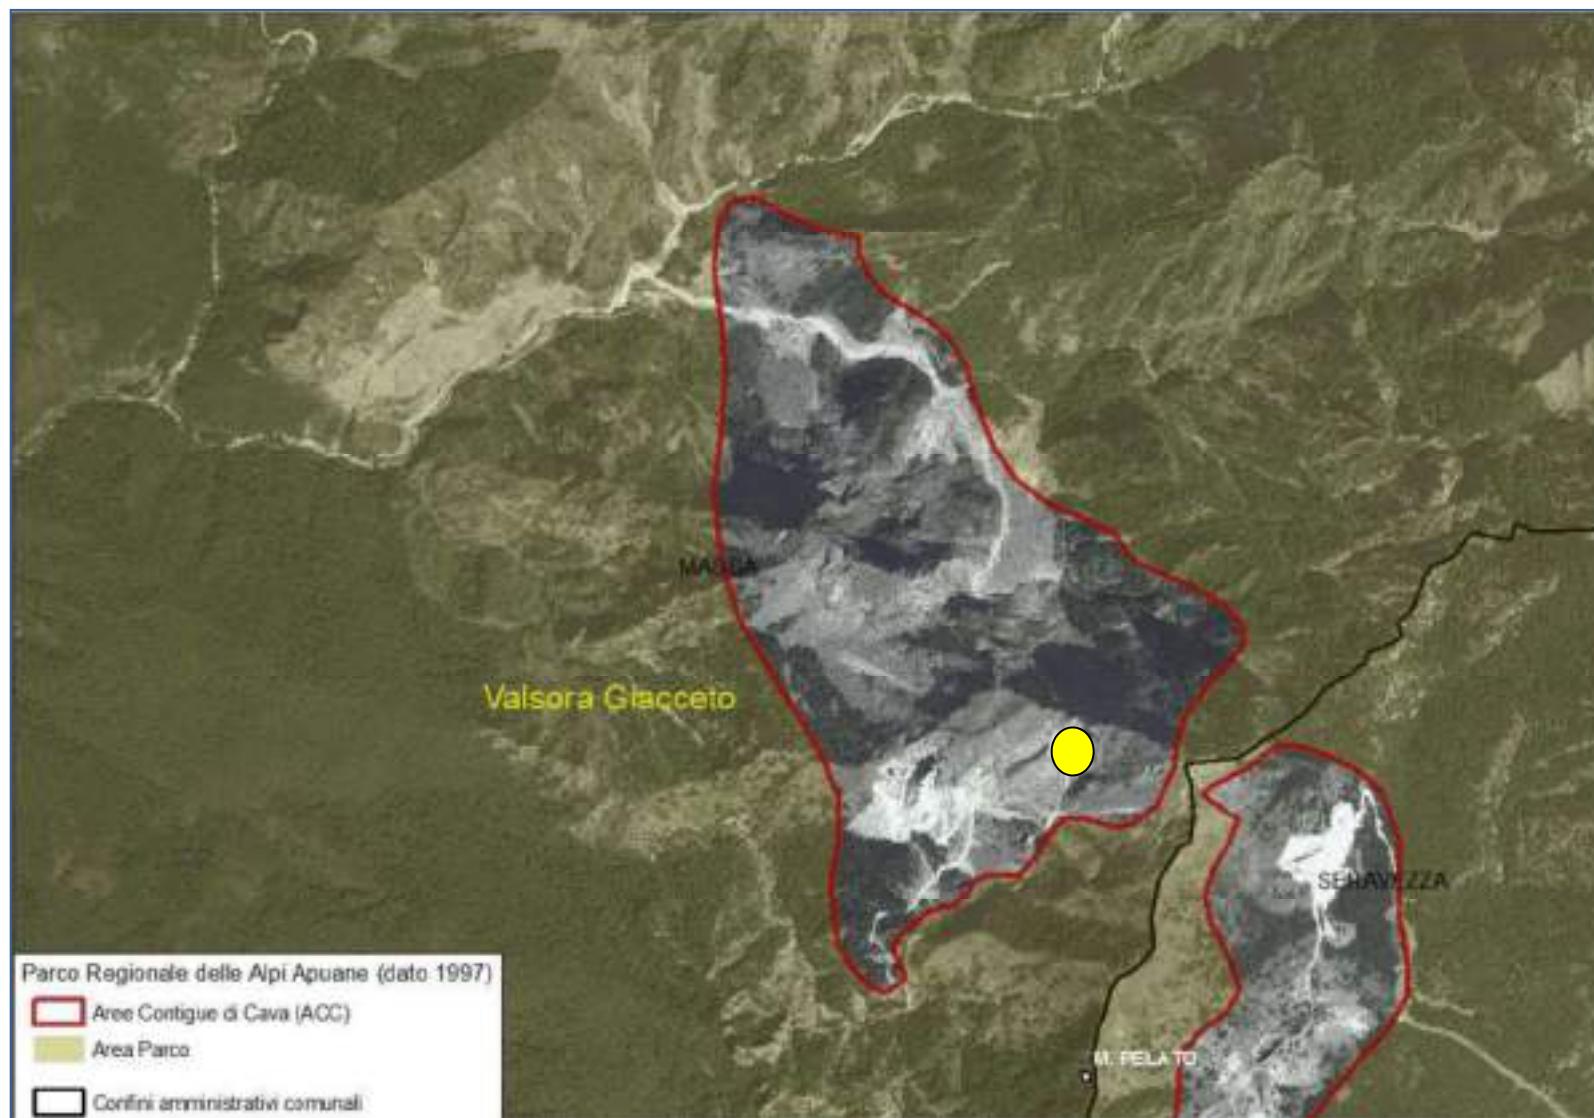 MASSA
Valsora Giacceto
SERAVEZZA
M. PELATO
Parco Regionale delle Alpi Apuane (dato 1997)
Aree Contigue di Cava (ACC)
Area Parco
Confini amministrativi comunali